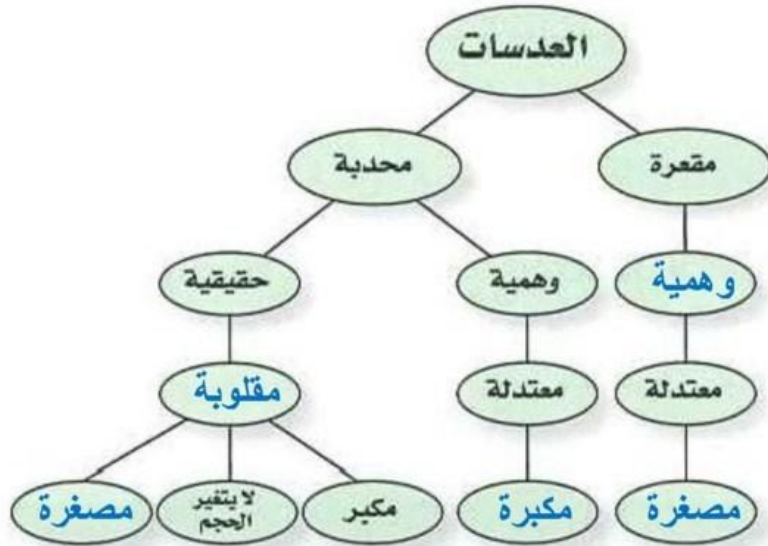 العدسات
مقعرة
محدبة
وهمية
وهمية
حقيقية
معتدلة
معتدلة
مقلوبة
مصغرة
مكبرة
مكبر
لا يتغير
الحجم
مصغرة